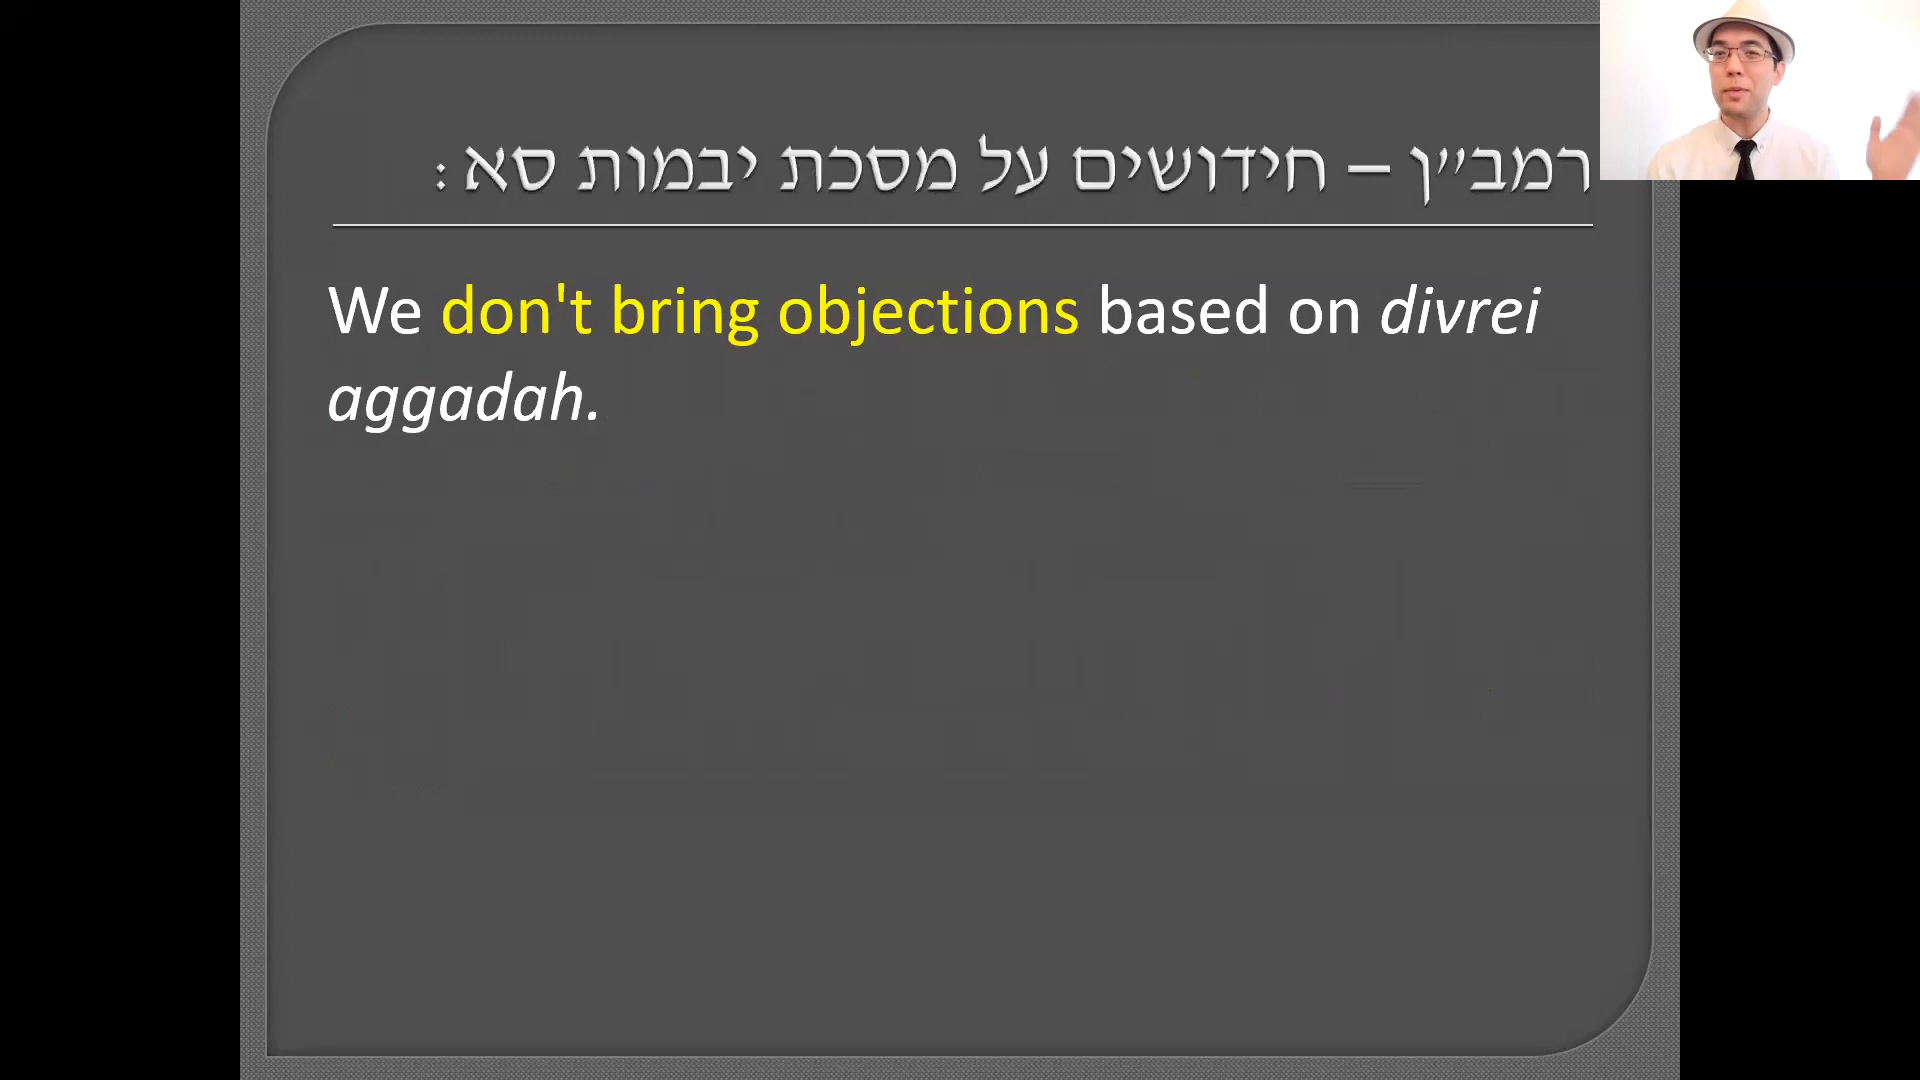 רמב״ן – חידושים על מסכת יבמות סא:
We don't bring objections based on divrei
aggadah.